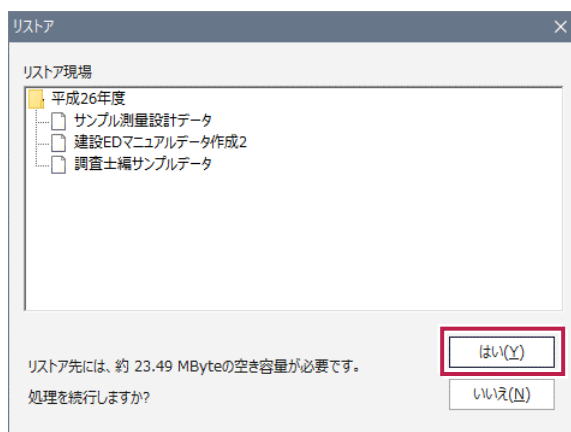 リストア
リストア現場
平成26年度
サンプル測量設計データ
建設EDマニュアルデータ作成2
調査士編サンプルデータ
はい(Y)
リストア先には、約 23.49 MByteの空き容量が必要です。
処理を続行しますか?
いいえ(N)